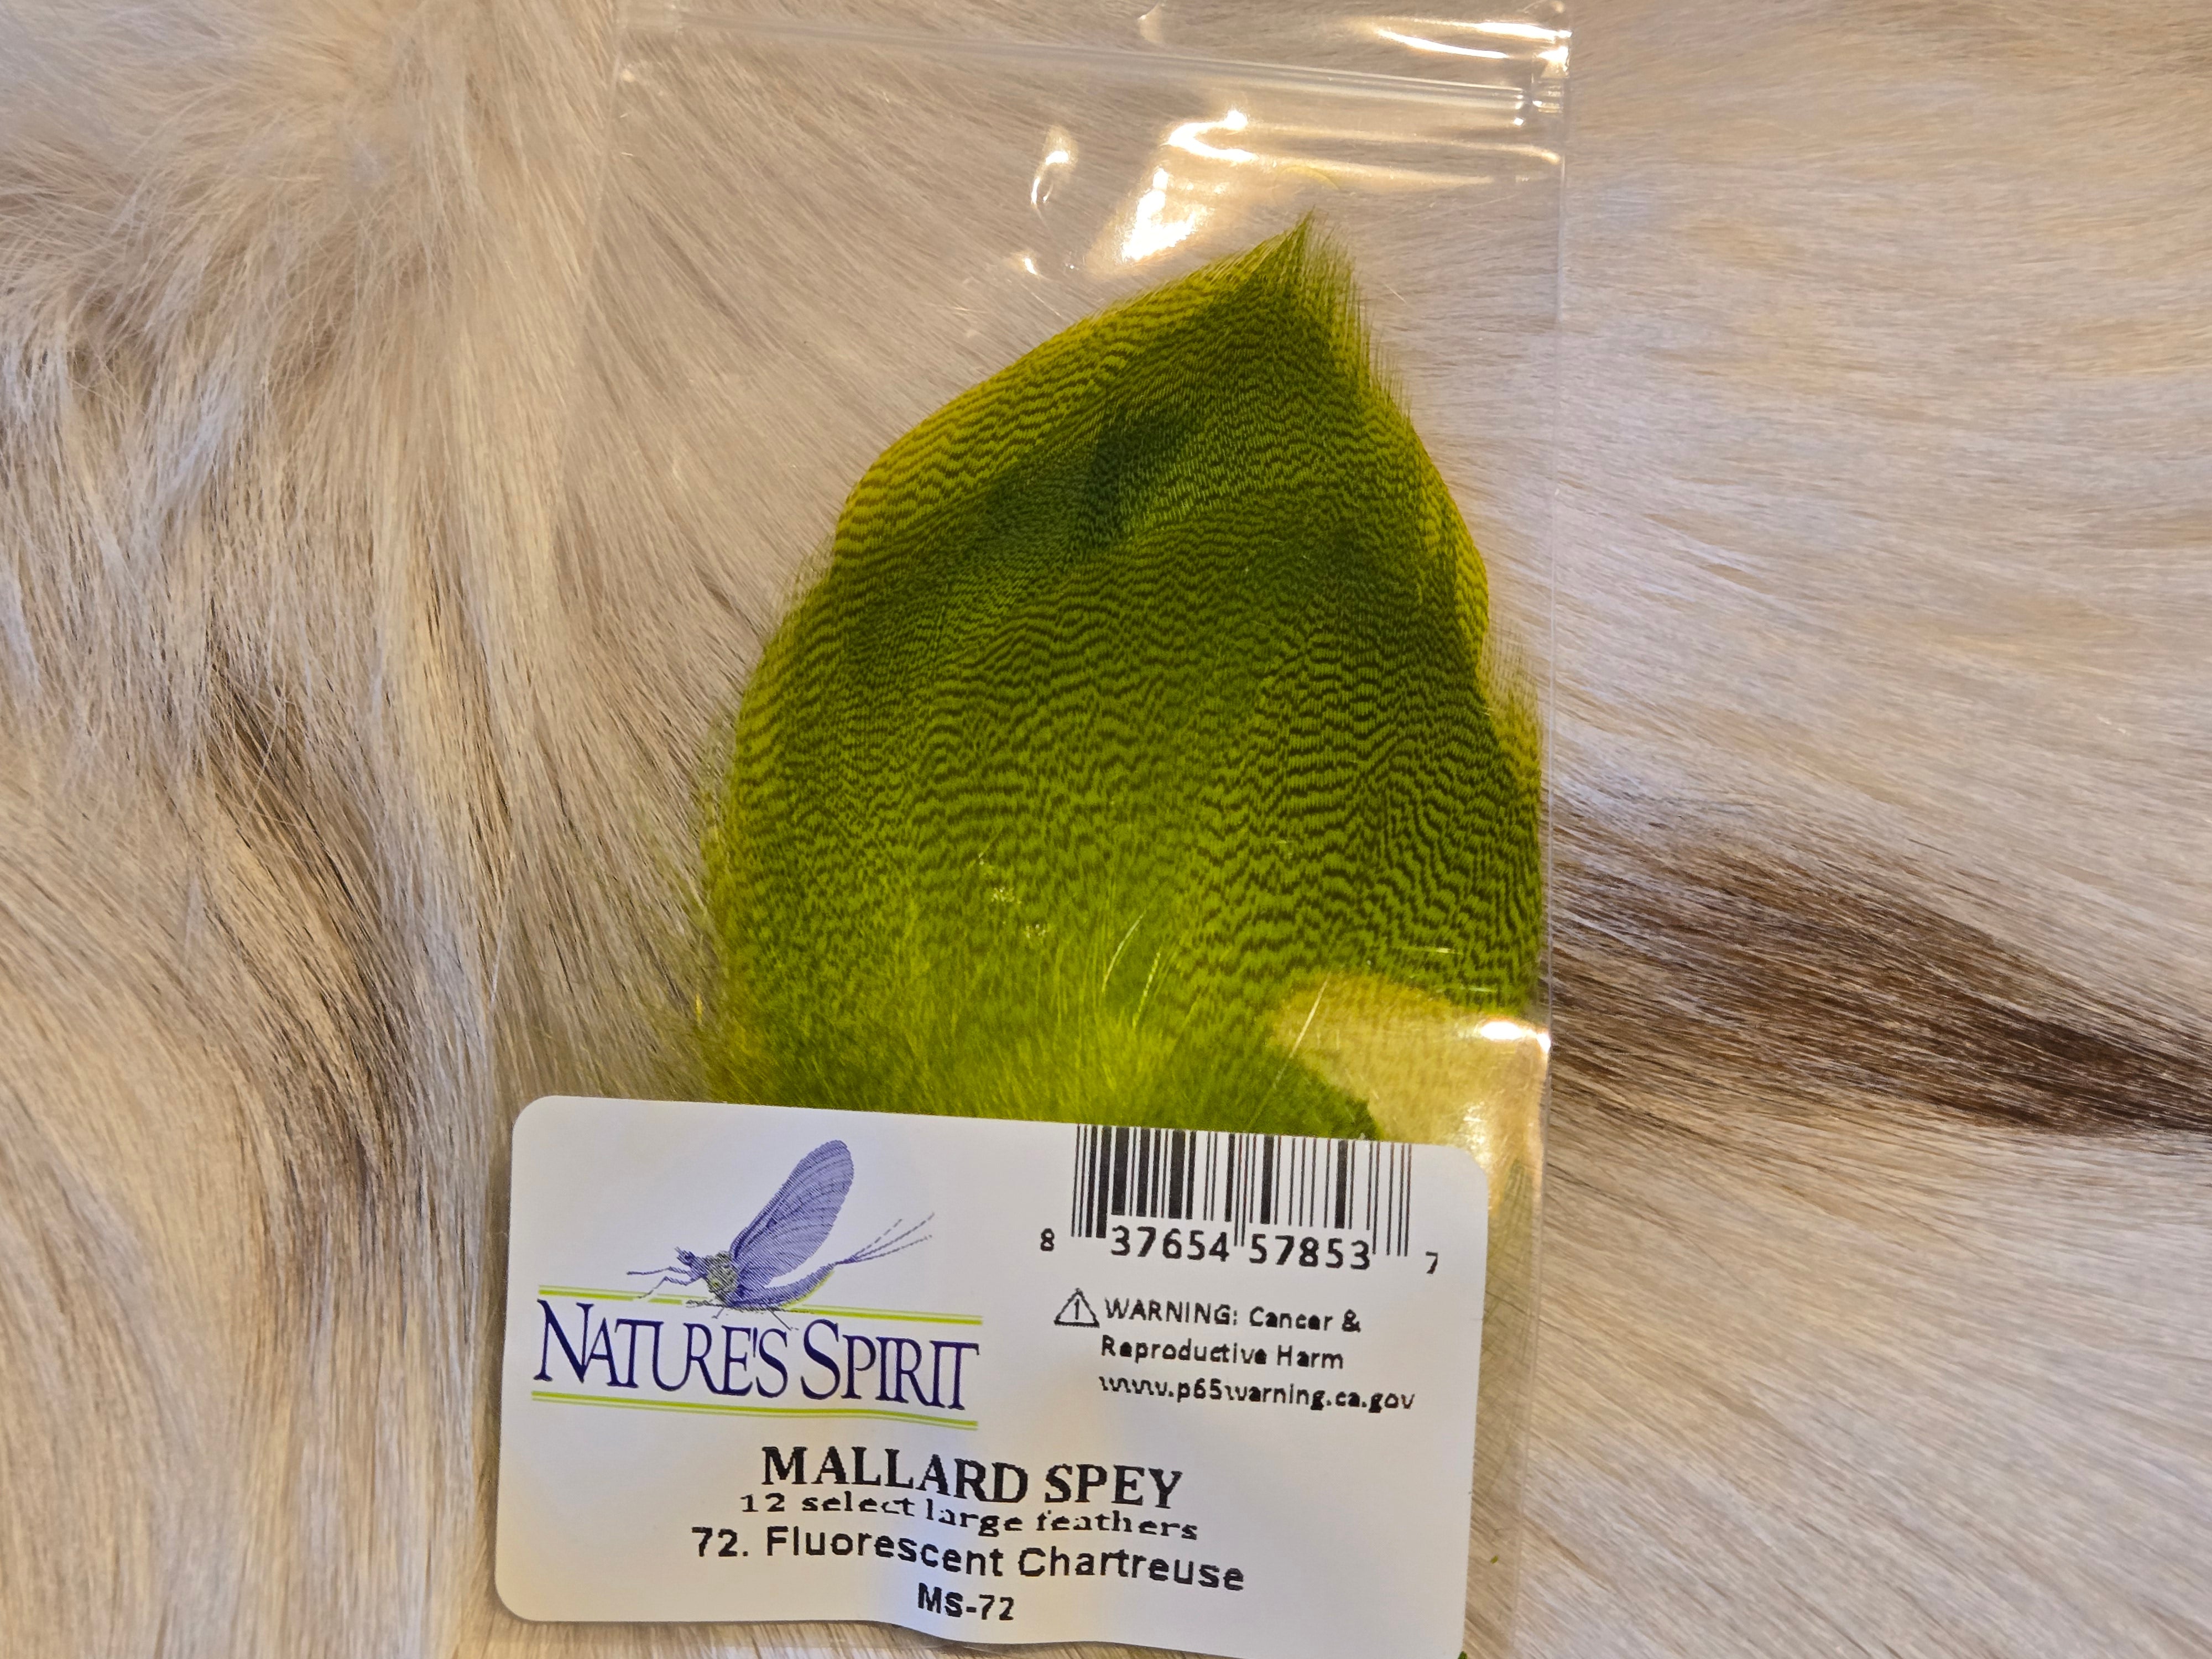 8 37654 57853 7
WARNING: Cancer &
Reproductive Harm
www.p65warning.ca.gov
NATURE'S SPIRIT
MALLARD SPEY
12 select large feathers
72. Fluorescent Chartreuse
MS-72